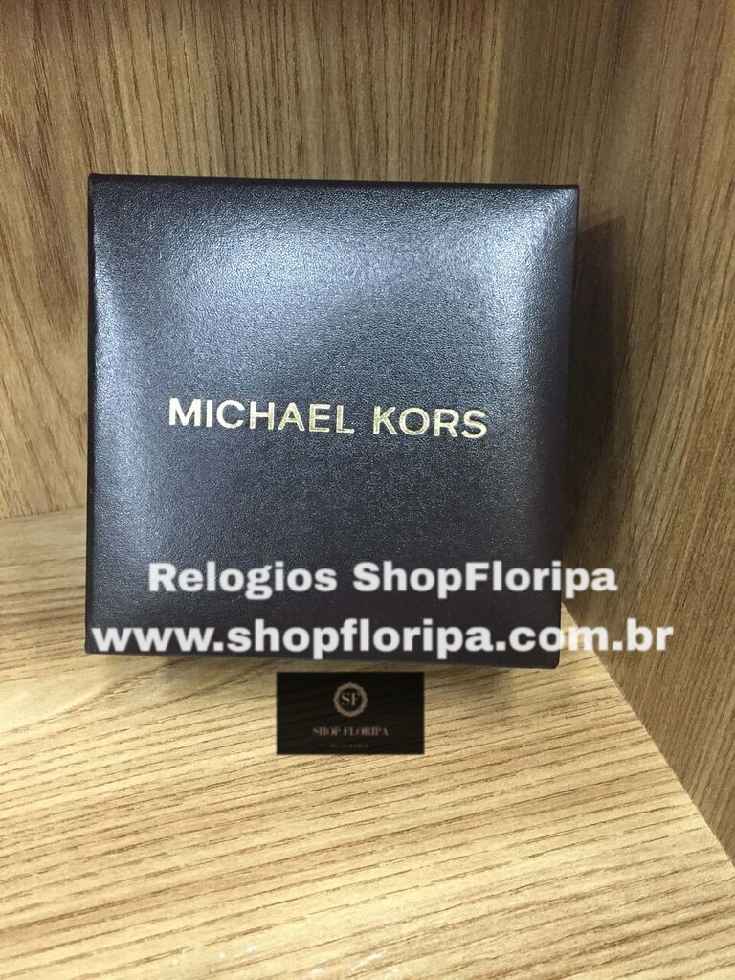 MICHAEL KORS
Relogios ShopFloripa
www.shopfloripa.com.br
SF
SHOP FLORIPA